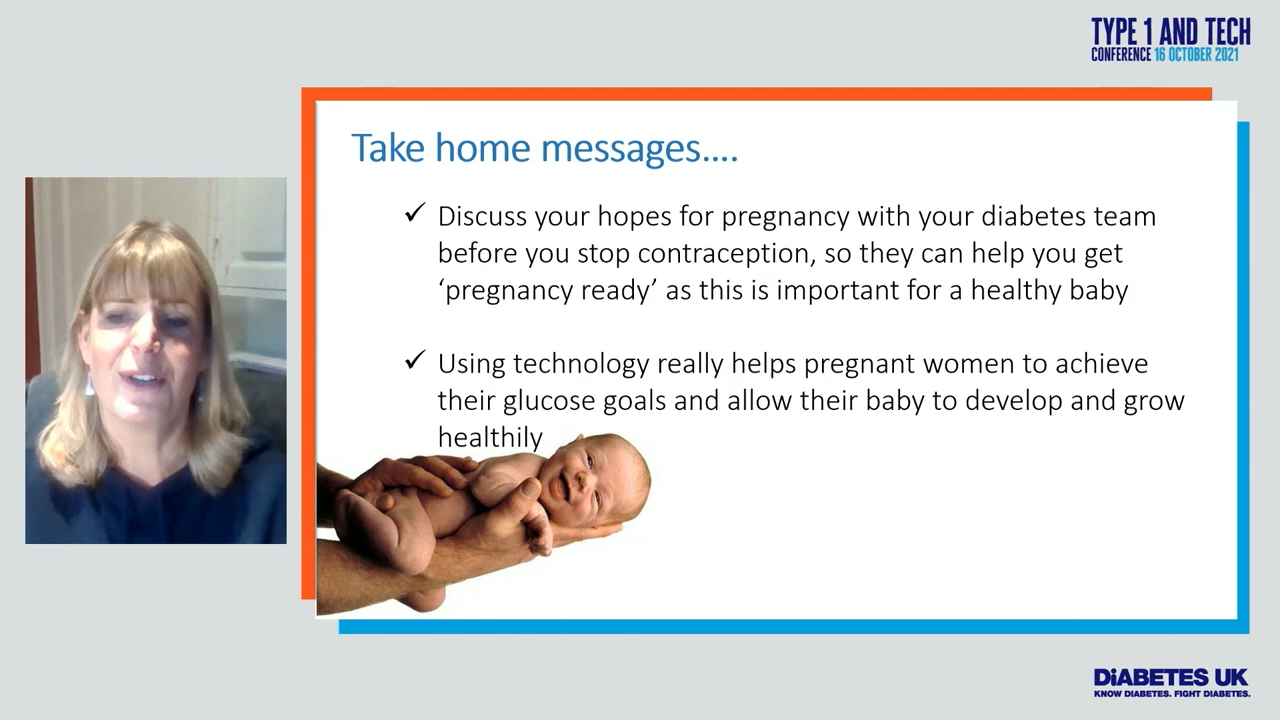 TYPE 1 AND TECH
CONFERENCE 16 OCTOBER 2021
Take home messages....
✓ Discuss your hopes for pregnancy with your diabetes team
before you stop contraception, so they can help you get
‘pregnancy ready’ as this is important for a healthy baby
✓ Using technology really helps pregnant women to achieve
their glucose goals and allow their baby to develop and grow
healthily
DiABETES UK
KNOW DIABETES. FIGHT DIABETES.